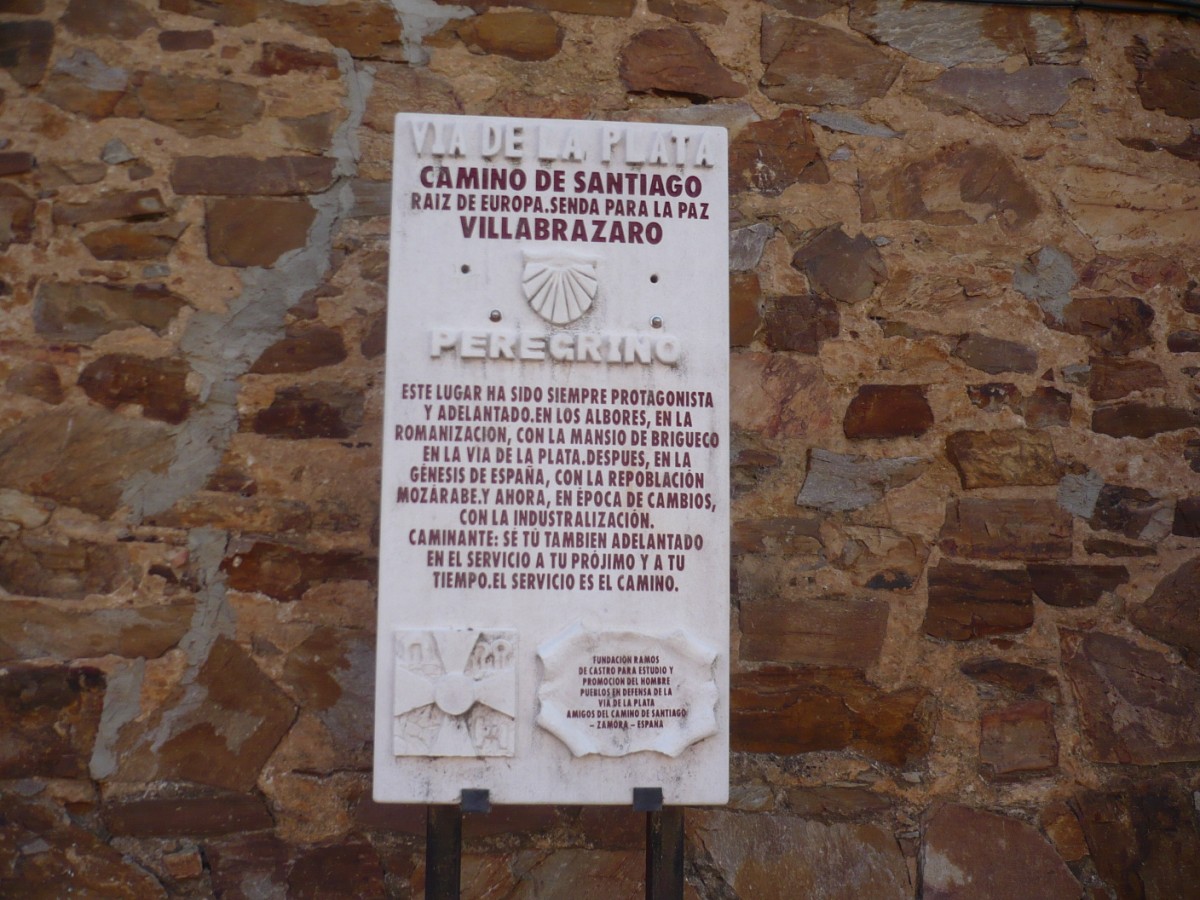 VIA DE LA PLATA
CAMINO DE SANTIAGO
RAIZ DE EUROPA.SENDA PARA LA PAZ
VILLABRAZARO
PEREGRINO
ESTE LUGAR HA SIDO SIEMPRE PROTAGONISTA
Y ADELANTADO.EN LOS ALBORES, EN LA
ROMANIZACION, CON LA MANSIO DE BRIGUECO
EN LA VIA DE LA PLATA.DESPUES, EN LA
GÉNESIS DE ESPAÑA, CON LA REPOBLACIÓN
MOZÁRABE.Y AHORA, EN ÉPOCA DE CAMBIOS,
CON LA INDUSTRALIZACIÓN.
CAMINANTE: SE TÚ TAMBIEN ADELANTADO
EN EL SERVICIO A TU PRÓJIMO Y A TU
TIEMPO.EL SERVICIO ES EL CAMINO.
FUNDACIÓN RAMOS
DE CASTRO PARA ESTUDIO Y
PROMOCION DEL HOMBRE
PUEBLOS EN DEFENSA DE LA
VIA DE LA PLATA
AMIGOS DEL CAMINO DE SANTIAGO
– ZAMORA – ESPAÑA